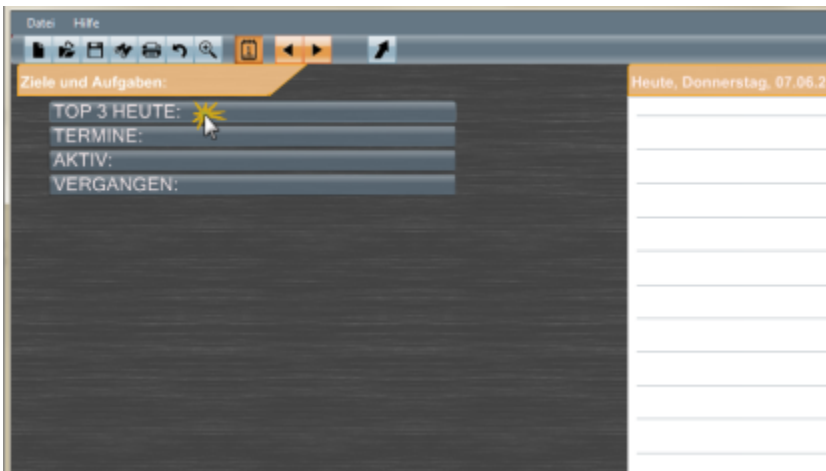 Datei Hilfe
Ziele und Aufgaben:
Heute, Donnerstag, 07.06.2
TOP 3 HEUTE:
TERMINE:
AKTIV:
VERGANGEN: